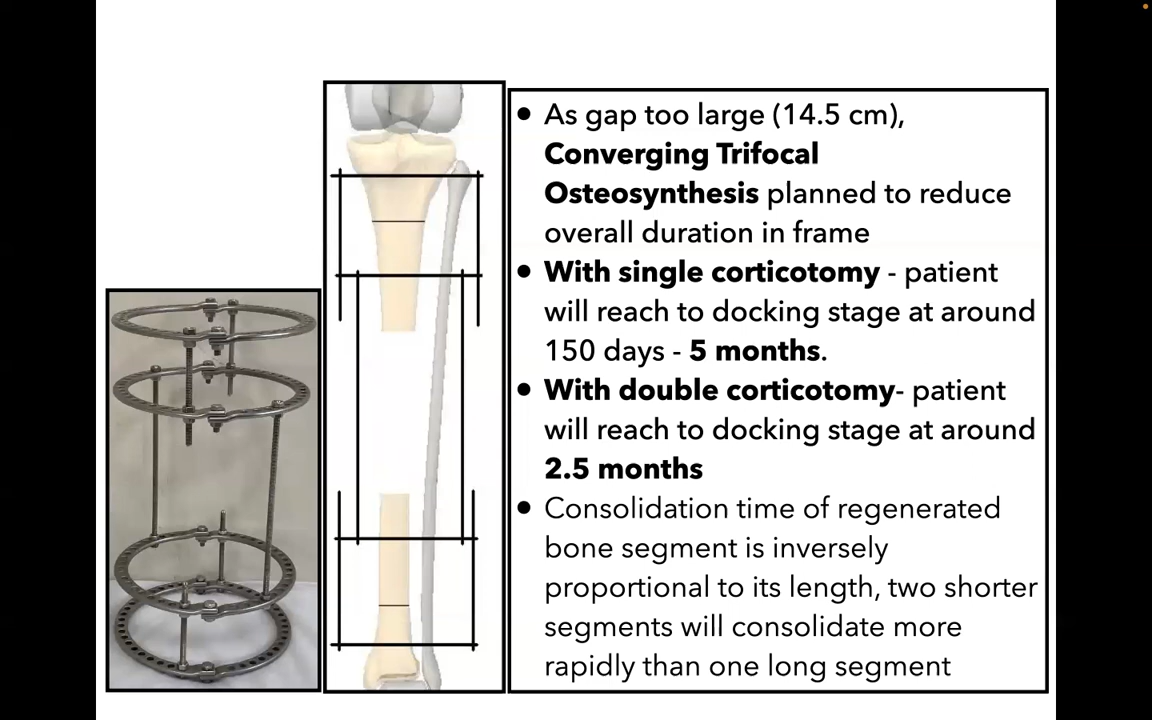 • As gap too large (14.5 cm),
Converging Trifocal
Osteosynthesis planned to reduce
overall duration in frame
• With single corticotomy - patient
will reach to docking stage at around
150 days - 5 months.
• With double corticotomy- patient
will reach to docking stage at around
2.5 months
• Consolidation time of regenerated
bone segment is inversely
proportional to its length, two shorter
segments will consolidate more
rapidly than one long segment